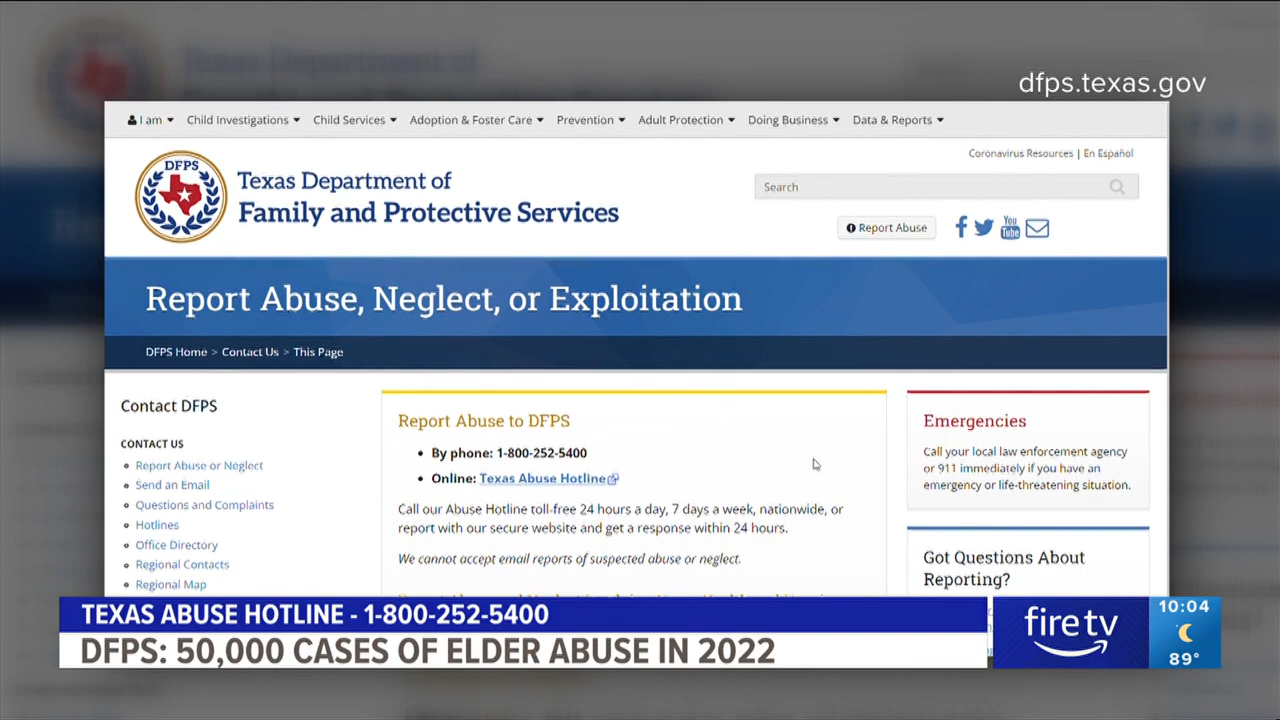 dfps.texas.gov
I am
Child Investigations
Child Services
Adoption & Foster Care
Prevention
Adult Protection
Doing Business
Data & Reports
Coronavirus Resources | En Español
DFPS
Texas Department of
Family and Protective Services
Search
Report Abuse
You
Tube
Report Abuse, Neglect, or Exploitation
DFPS Home > Contact Us > This Page
Contact DFPS
CONTACT US
Report Abuse or Neglect
Send an Email
Questions and Complaints
Hotlines
Office Directory
Regional Contacts
Regional Map
Report Abuse to DFPS
By phone: 1-800-252-5400
Online: Texas Abuse Hotline
Call our Abuse Hotline toll-free 24 hours a day, 7 days a week, nationwide, or
report with our secure website and get a response within 24 hours.
We cannot accept email reports of suspected abuse or neglect.
Emergencies
Call your local law enforcement agency
or 911 immediately if you have an
emergency or life-threatening situation.
Got Questions About
Reporting?
TEXAS ABUSE HOTLINE - 1-800-252-5400
DFPS: 50,000 CASES OF ELDER ABUSE IN 2022
fire tv
10:04
89°